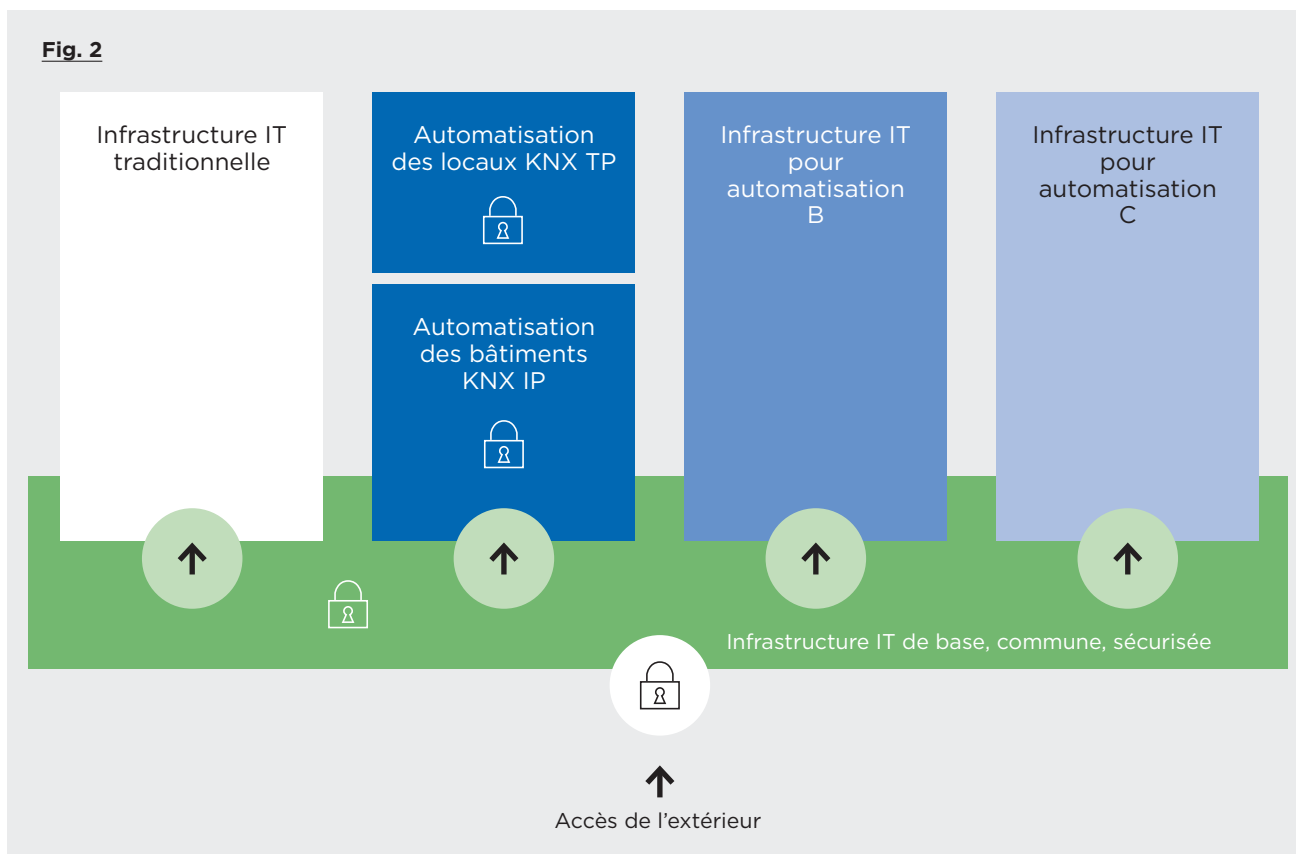 Fig. 2
Infrastructure IT
traditionnelle
Automatisation
des locaux KNX TP
Automatisation
des bâtiments
KNX IP
Infrastructure IT
pour
automatisation
B
Infrastructure IT
pour
automatisation
C
Infrastructure IT de base, commune, sécurisée
Accès de l’extérieur